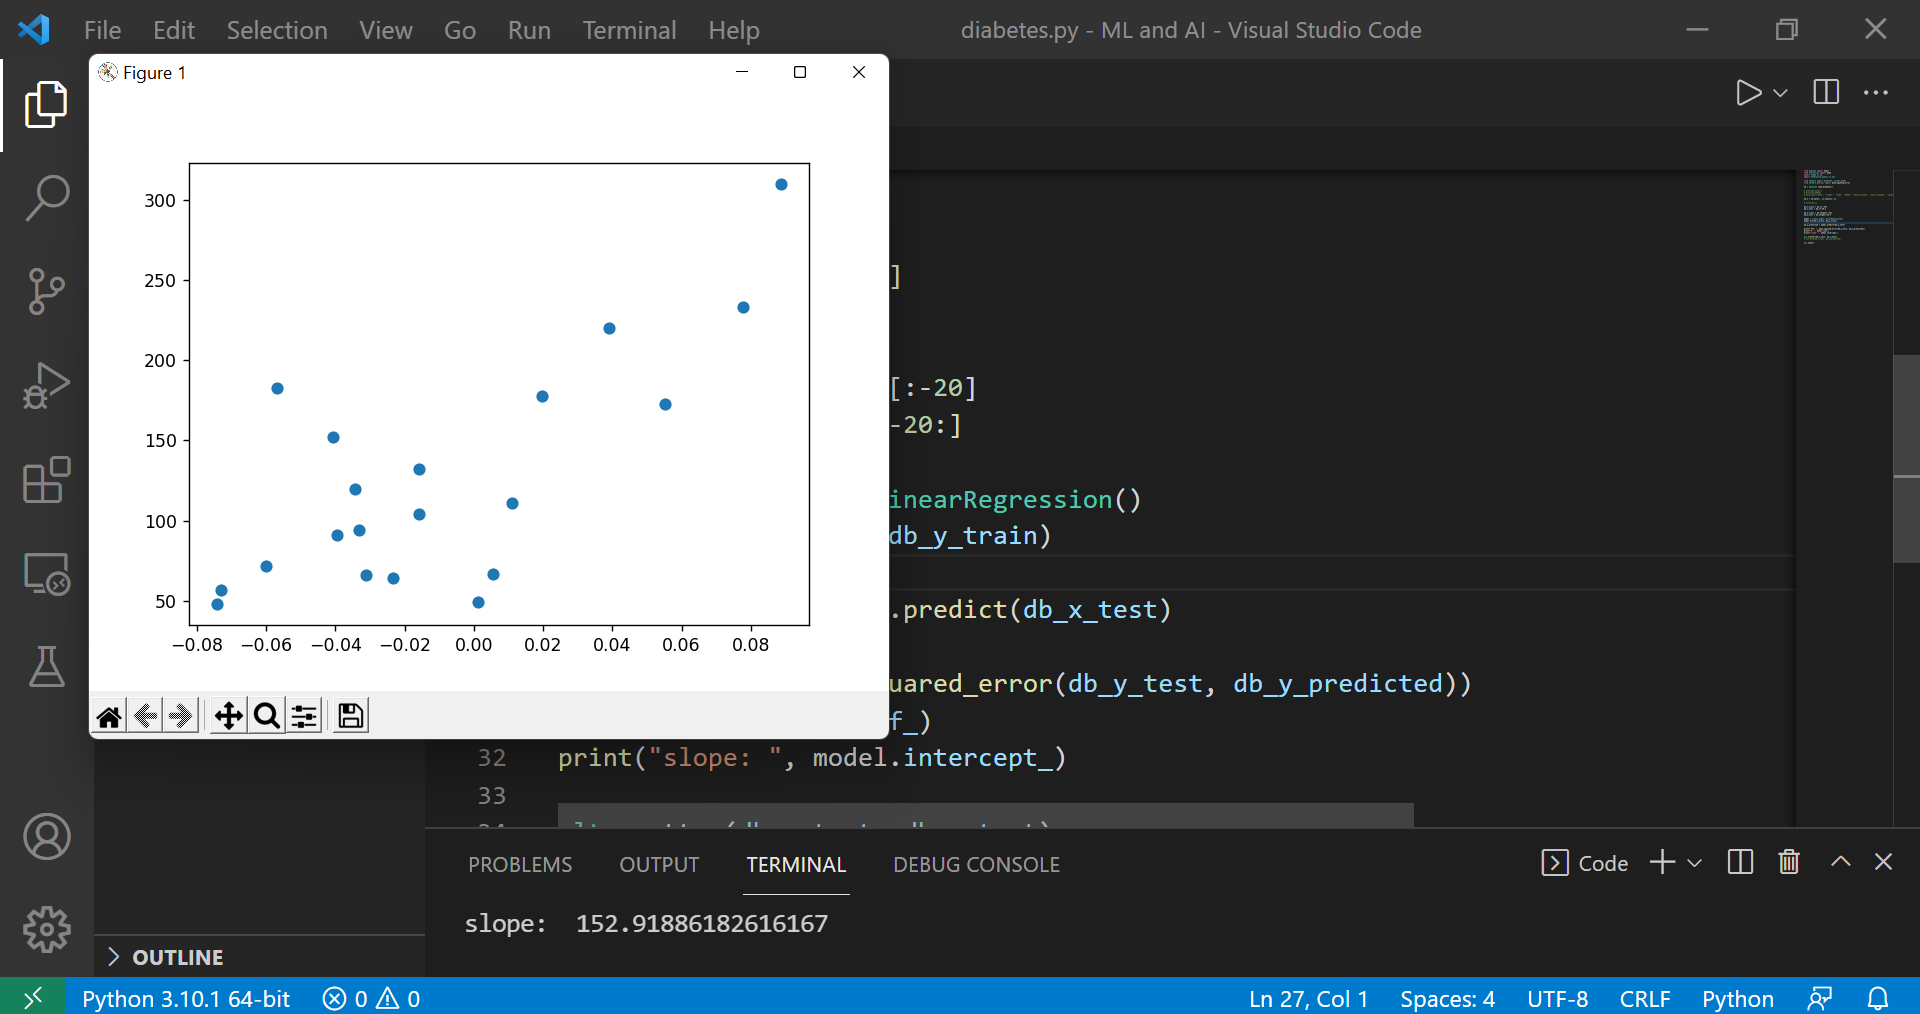 File Edit Selection View Go Run Terminal Help
diabetes.py - ML and AI - Visual Studio Code
Figure 1
300
250
200
150
100
50
−0.08 −0.06 −0.04 −0.02 0.00 0.02 0.04 0.06 0.08
]
[:-20]
-20:]
inearRegression()
db_y_train)
.predict(db_x_test)
uared_error(db_y_test, db_y_predicted))
f_)
32 print("slope: ", model.intercept_)
33
PROBLEMS OUTPUT TERMINAL DEBUG CONSOLE
Code
slope:  152.91886182616167
OUTLINE
Python 3.10.1 64-bit 0 0
Ln 27, Col 1 Spaces: 4 UTF-8 CRLF Python